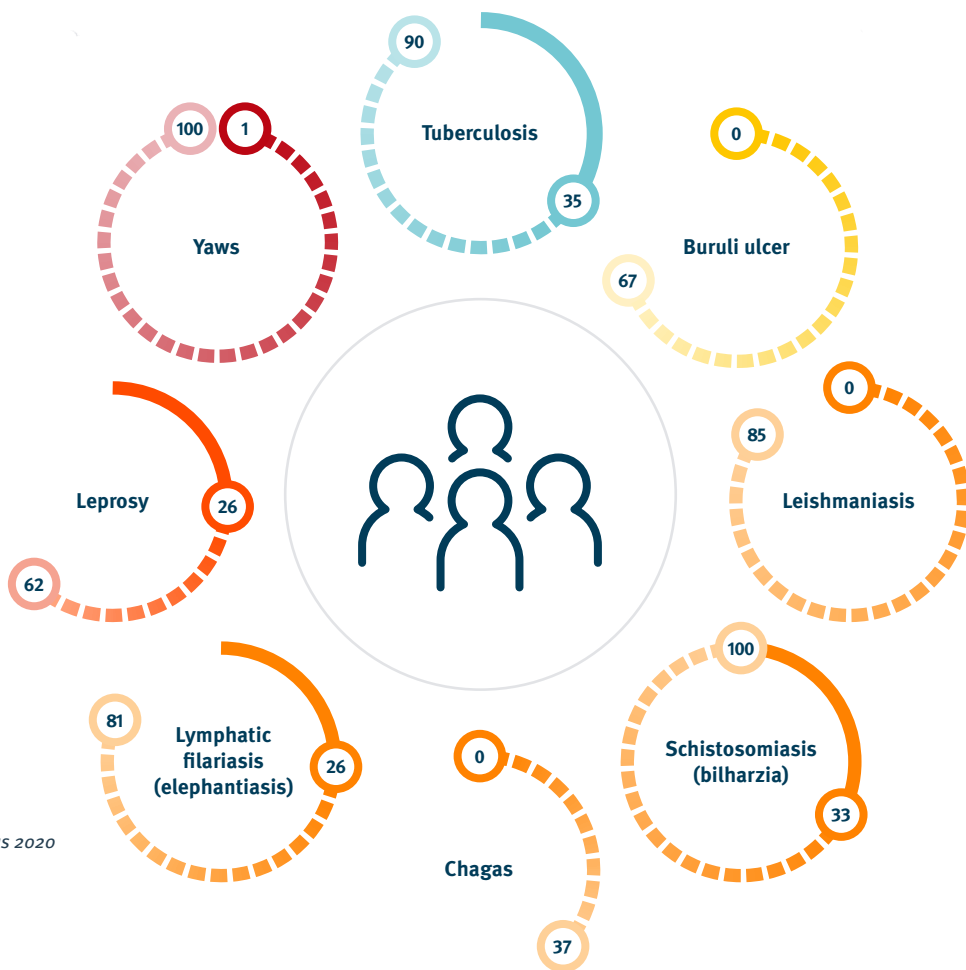 90
Tuberculosis
35
100
1
Yaws
0
Buruli ulcer
67
0
85
Leishmaniasis
Leprosy
26
62
100
Schistosomiasis
(bilharzia)
33
81
Lymphatic
filariasis
(elephantiasis)
26
0
Chagas
37
2020